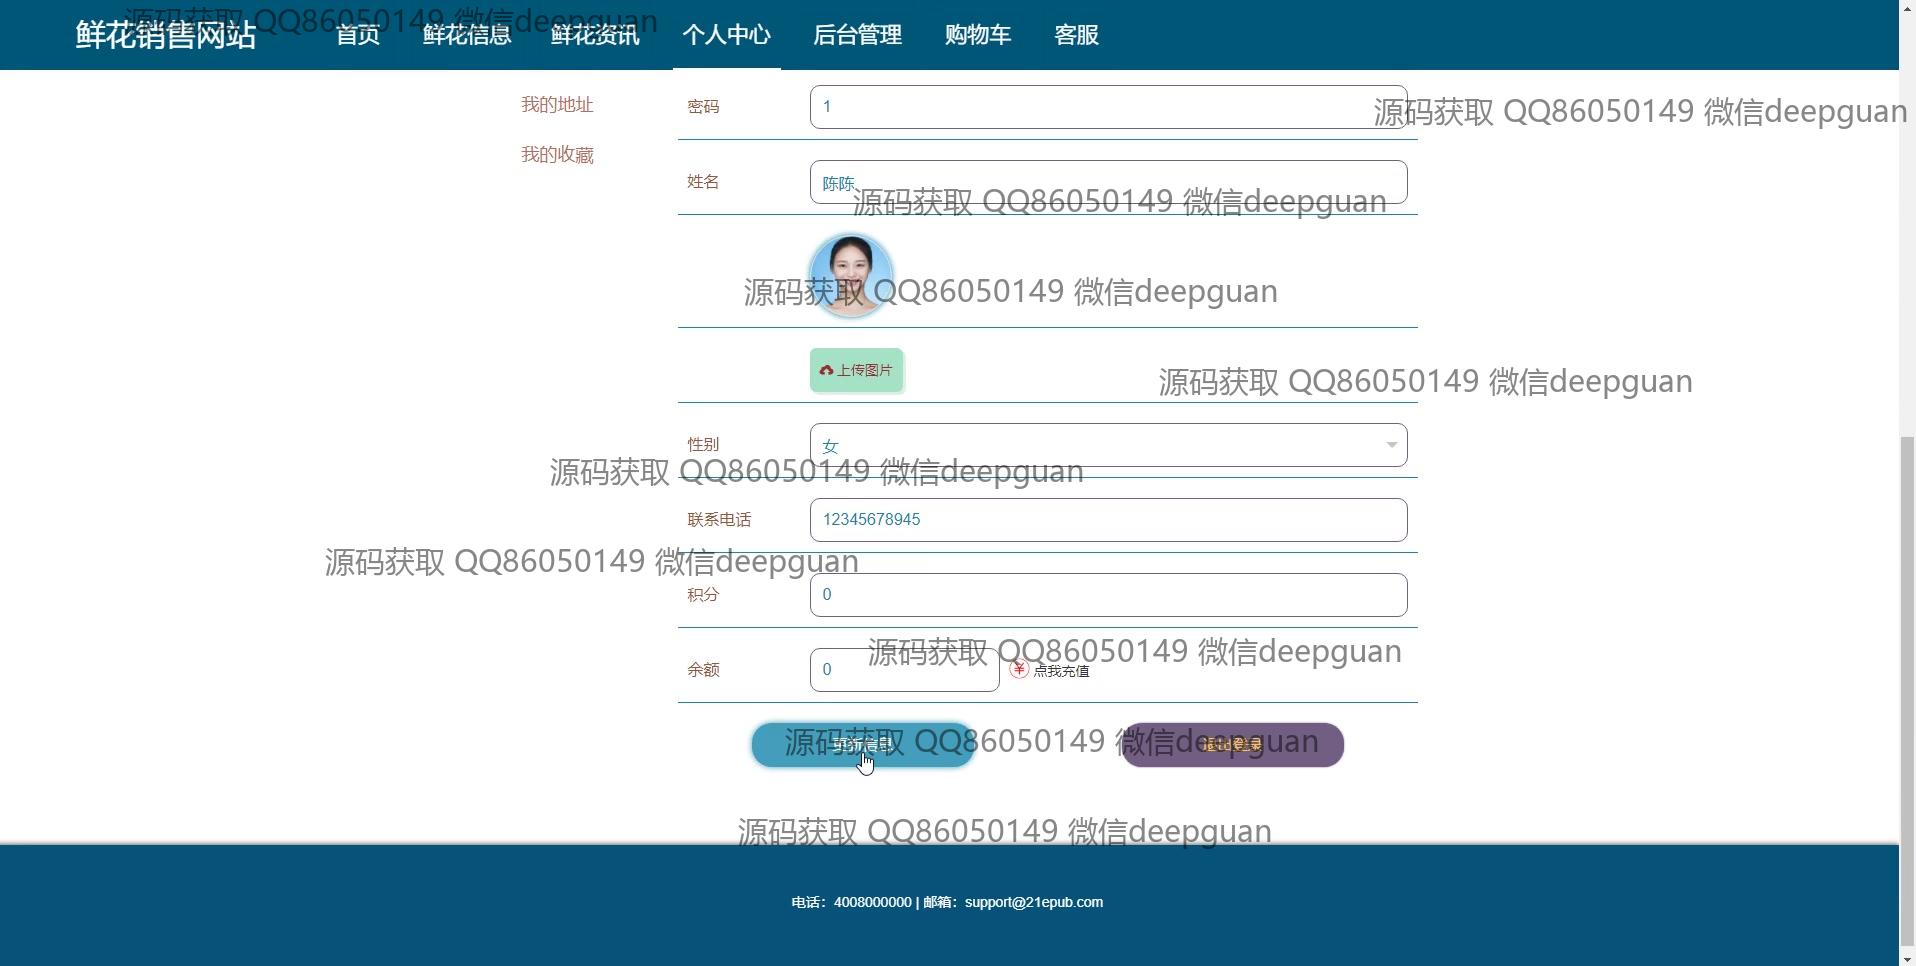 鲜花销售网站 首页 鲜花信息 鲜花资讯 个人中心 后台管理 购物车 客服
源码获取 QQ86050149 微信deepguan
我的地址
密码 1
源码获取 QQ86050149 微信deepguan
我的收藏
姓名 陈陈
源码获取 QQ86050149 微信deepguan
源码获取 QQ86050149 微信deepguan
上传图片
源码获取 QQ86050149 微信deepguan
性别 女
源码获取 QQ86050149 微信deepguan
联系电话 12345678945
源码获取 QQ86050149 微信deepguan
积分 0
源码获取 QQ86050149 微信deepguan
余额 0 ¥ 点我充值
更新信息 退出登录
源码获取 QQ86050149 微信deepguan
源码获取 QQ86050149 微信deepguan
电话：4008000000 | 邮箱：support@21epub.com